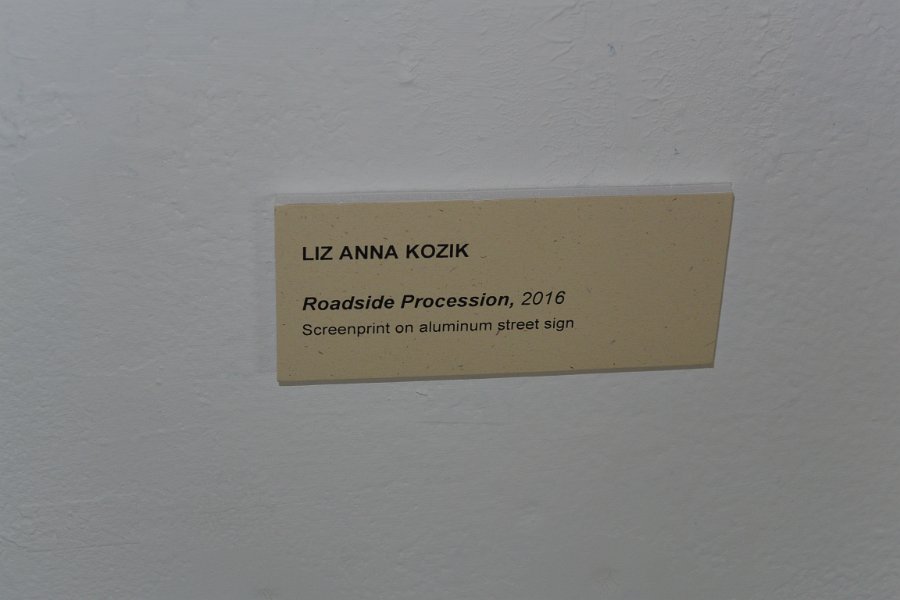 LIZ ANNA KOZIK
Roadside Procession, 2016
Screenprint on aluminum street sign